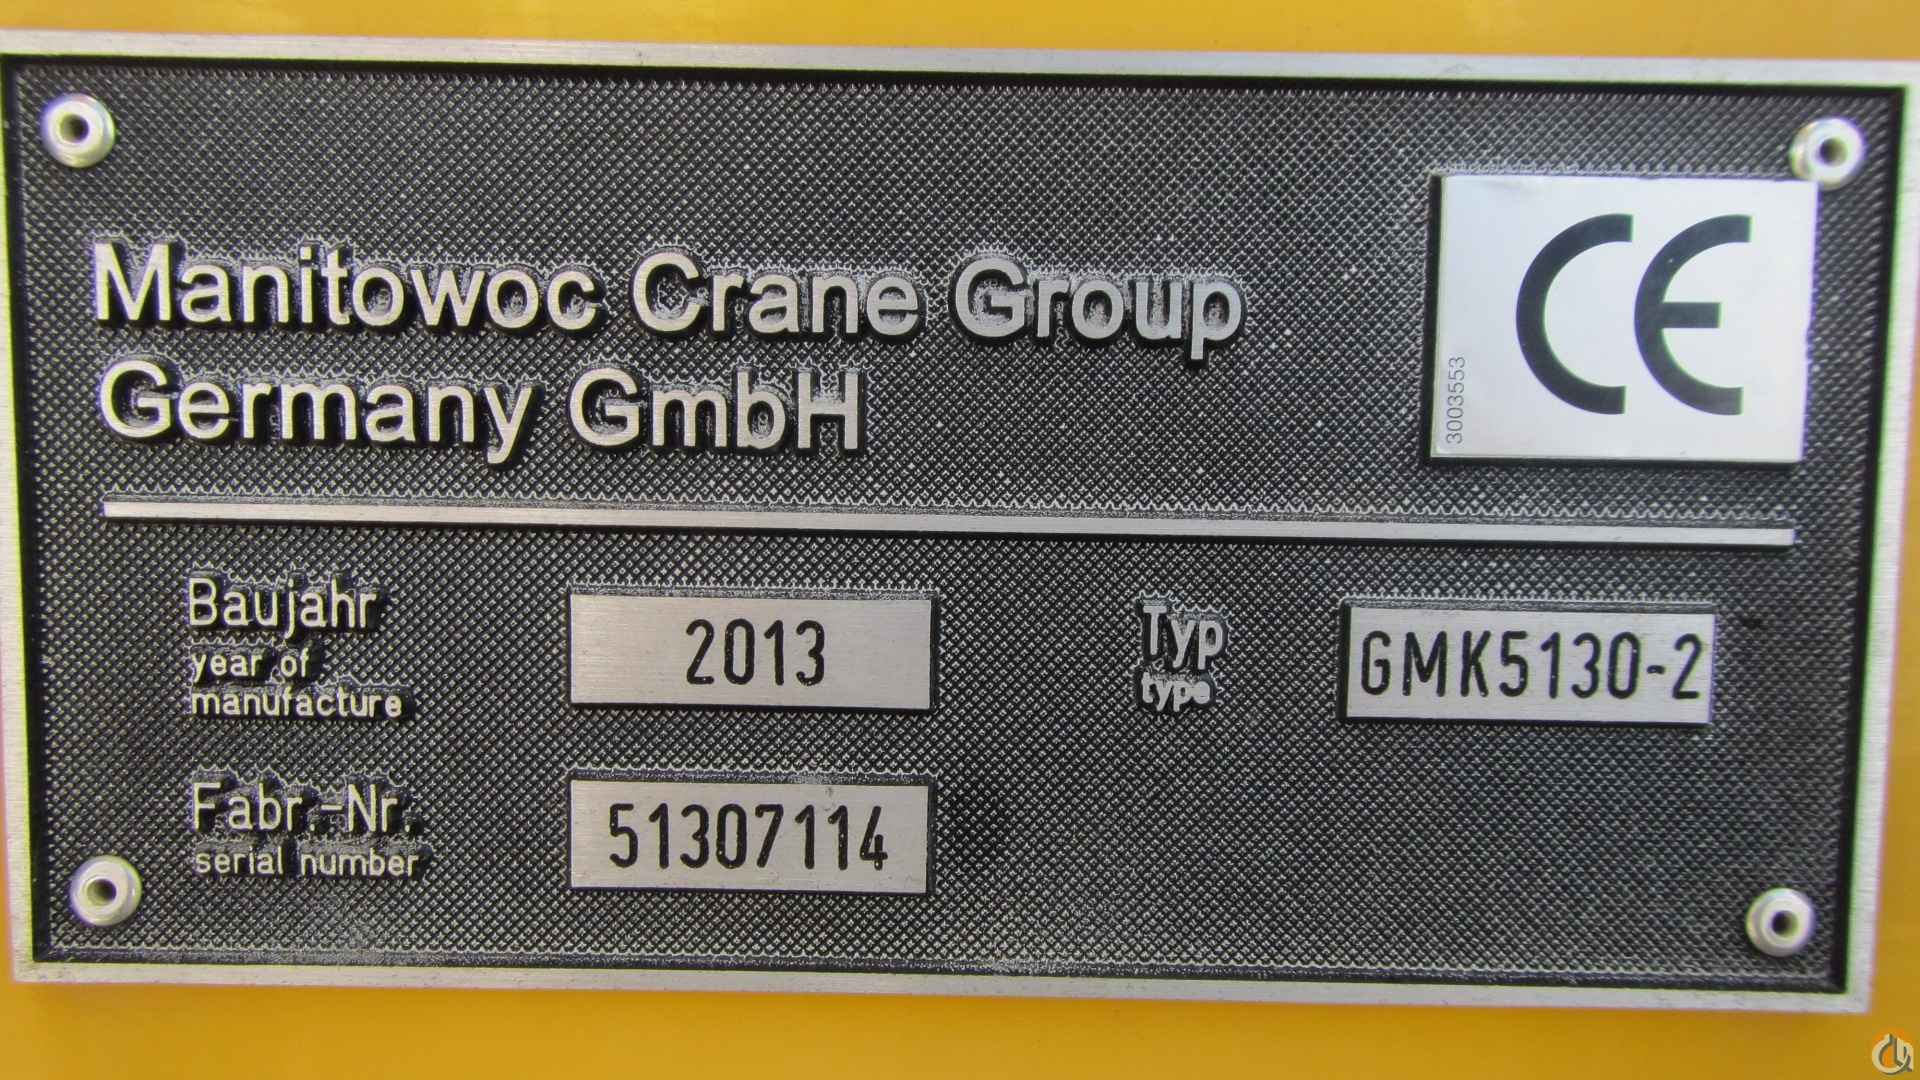 Manitowoc Crane Group
Germany GmbH
CE
3003553
Baujahr
year of
manufacture
2013
Typ
type
GMK5130-2
Fabr.-Nr.
serial number
51307114